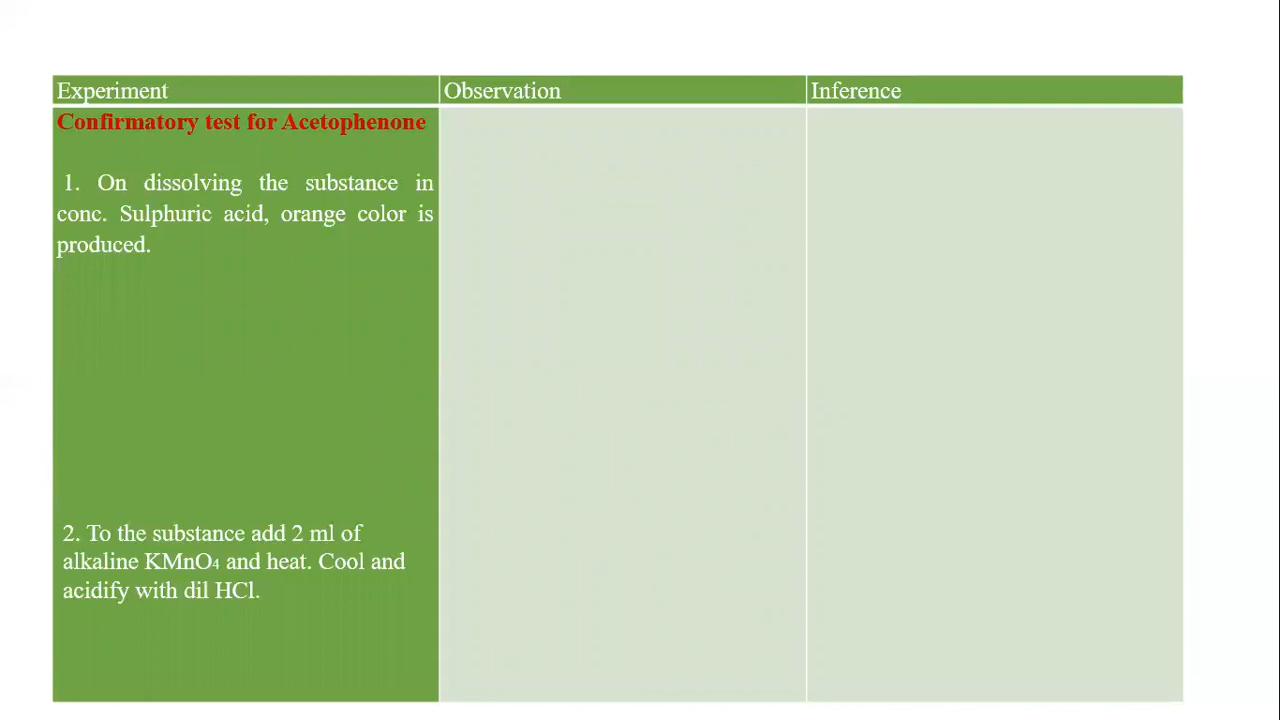 Experiment
Observation
Inference
Confirmatory test for Acetophenone
1. On dissolving the substance in
conc. Sulphuric acid, orange color is
produced.
2. To the substance add 2 ml of
alkaline KMnO₄ and heat. Cool and
acidify with dil HCl.